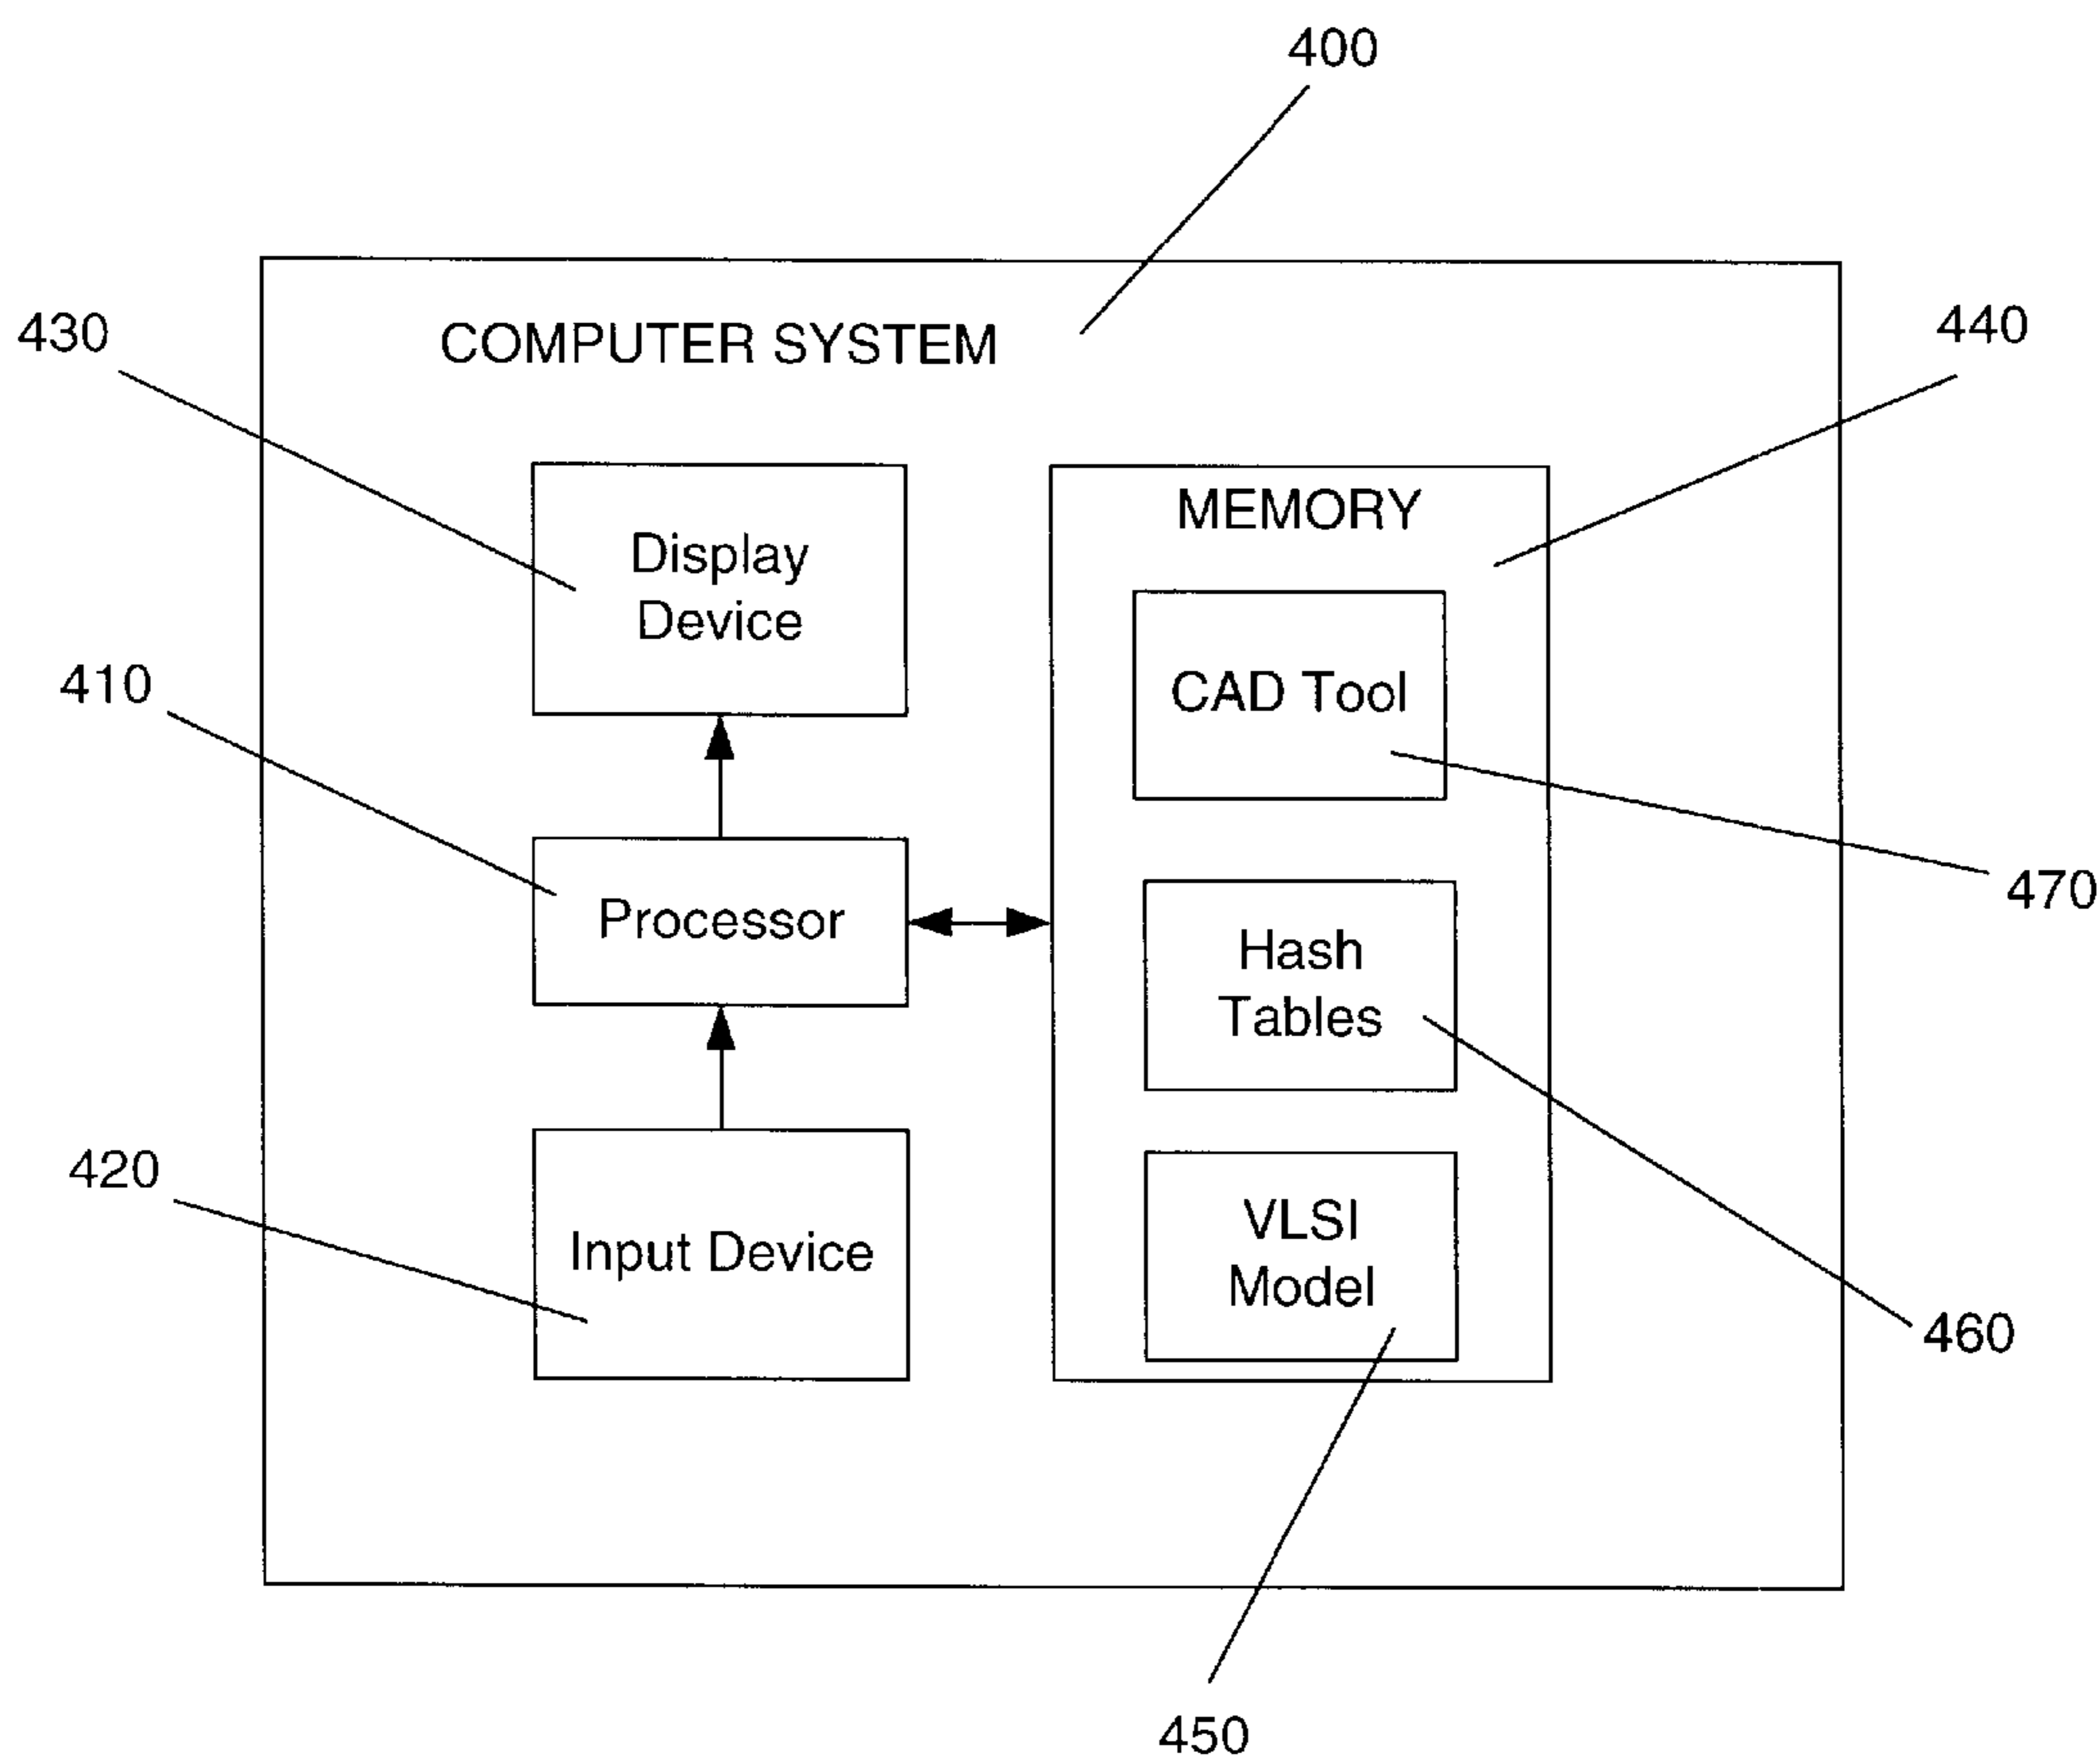 400
430
COMPUTER SYSTEM
440
MEMORY
Display
Device
CAD Tool
410
470
Processor
Hash
Tables
420
Input Device
VLSI
Model
460
450